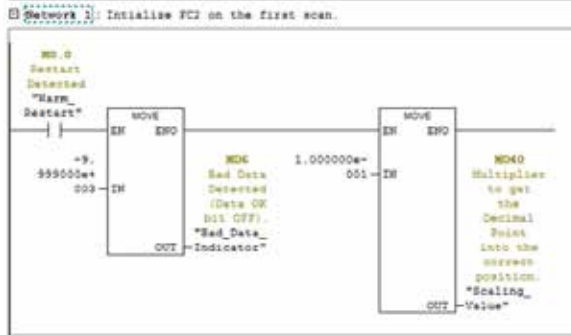 Network 1: Intialise FC2 on the first scan.
M0.0
Restart
Detected
"Warm_
Restart"
MOVE
EN ENO
-9.
999000e+
003 IN
MD6
Bad Data
Detected
(Data OK
bit OFF).
"Bad_Data_
OUT Indicator"
MOVE
EN ENO
1.000000e-
001 IN
MD40
Multiplier
to get
the
Decimal
Point
into the
correct
position.
"Scaling_
OUT Value"